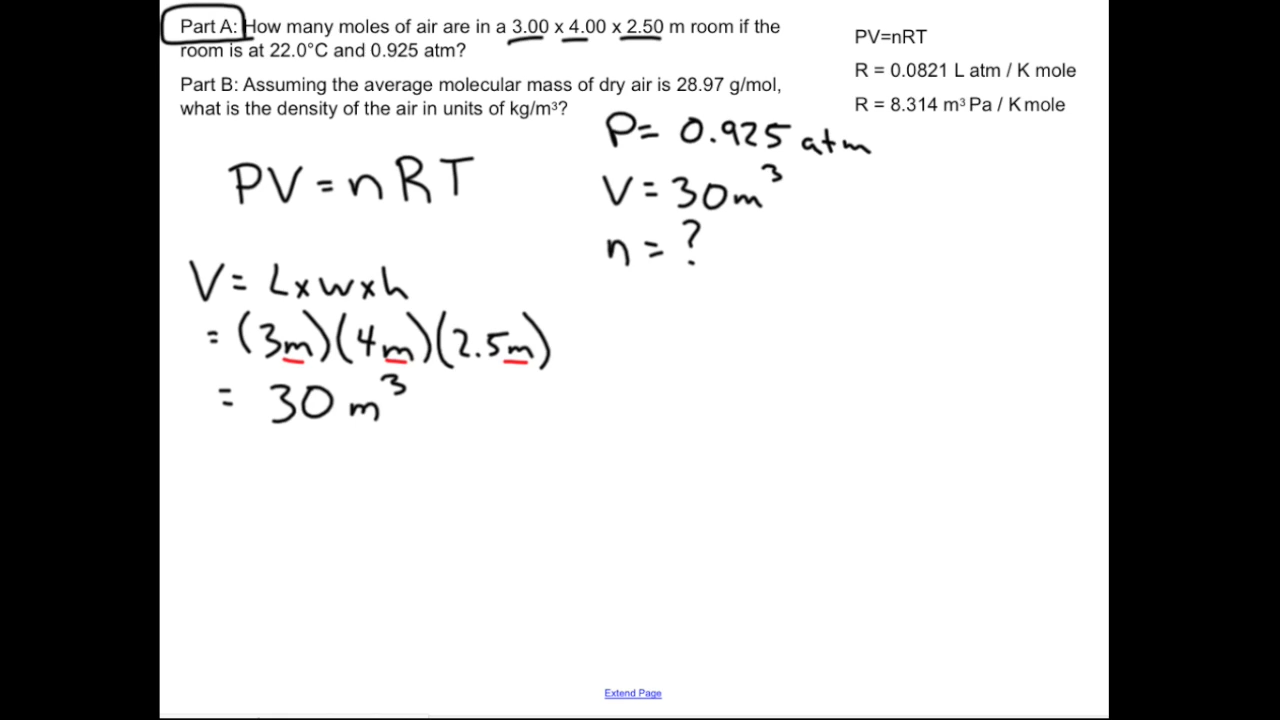 Part A: How many moles of air are in a 3.00 x 4.00 x 2.50 m room if the
room is at 22.0°C and 0.925 atm?
Part B: Assuming the average molecular mass of dry air is 28.97 g/mol,
what is the density of the air in units of kg/m³?
PV=nRT
R = 0.0821 L atm / K mole
R = 8.314 m³ Pa / K mole
P = 0.925 atm
V = 30 m³
n = ?
PV = nRT
V = L x w x h
= (3m)(4m)(2.5m)
= 30 m³
Extend Page